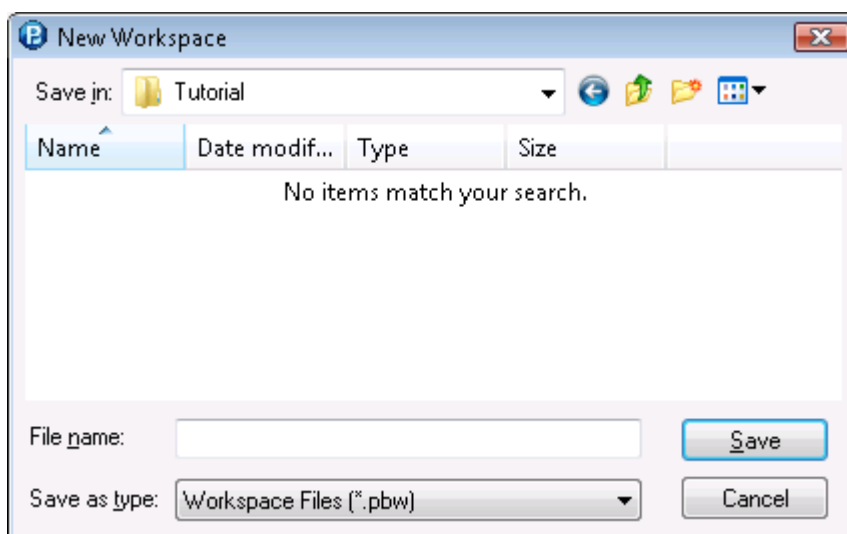 New Workspace
Save in: Tutorial
Name Date modif... Type Size
No items match your search.
File name: Save
Save as type: Workspace Files (*.pbw) Cancel